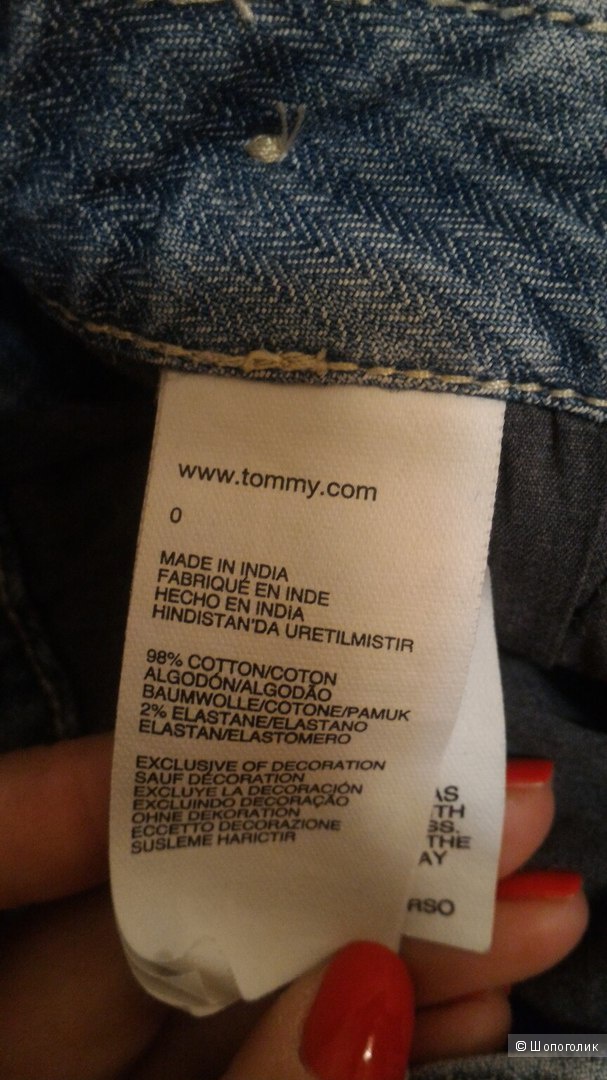 www.tommy.com
0
MADE IN INDIA
FABRIQUÉ EN INDE
HECHO EN INDIA
HINDISTAN'DA URETILMISTIR
98% COTTON/COTON
ALGODÓN/ALGODÃO
BAUMWOLLE/COTONE/PAMUK
2% ELASTANE/ELASTANO
ELASTAN/ELASTOMERO
EXCLUSIVE OF DECORATION
SAUF DÉCORATION
EXCLUYE LA DECORACIÓN
EXCLUINDO DECORAÇAO
OHNE DEKORATION
ECCETTO DECORAZIONE
SUSLEME HARICTIR
AS
TH
SS.
THE
AY
RSO
© Шопоголик